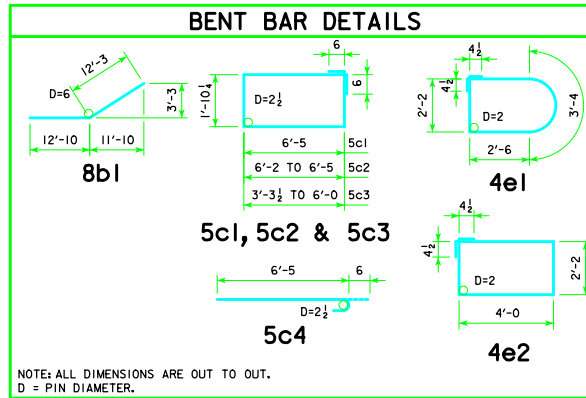 BENT BAR DETAILS
12'-3
D=6
3'-3
12'-10
11'-10
8b1
6
6
1'-10¼
D=2½
6'-5 5c1
6'-2 TO 6'-5 5c2
3'-3½ TO 6'-0 5c3
5c1, 5c2 & 5c3
4½
4½
2'-2
D=2
3'-4
2'-6
4e1
6'-5
6
D=2½
5c4
4½
4½
D=2
2'-2
4'-0
4e2
NOTE: ALL DIMENSIONS ARE OUT TO OUT.
D = PIN DIAMETER.